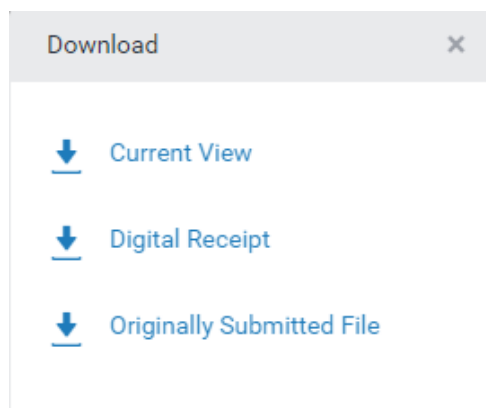 Download
Current View
Digital Receipt
Originally Submitted File